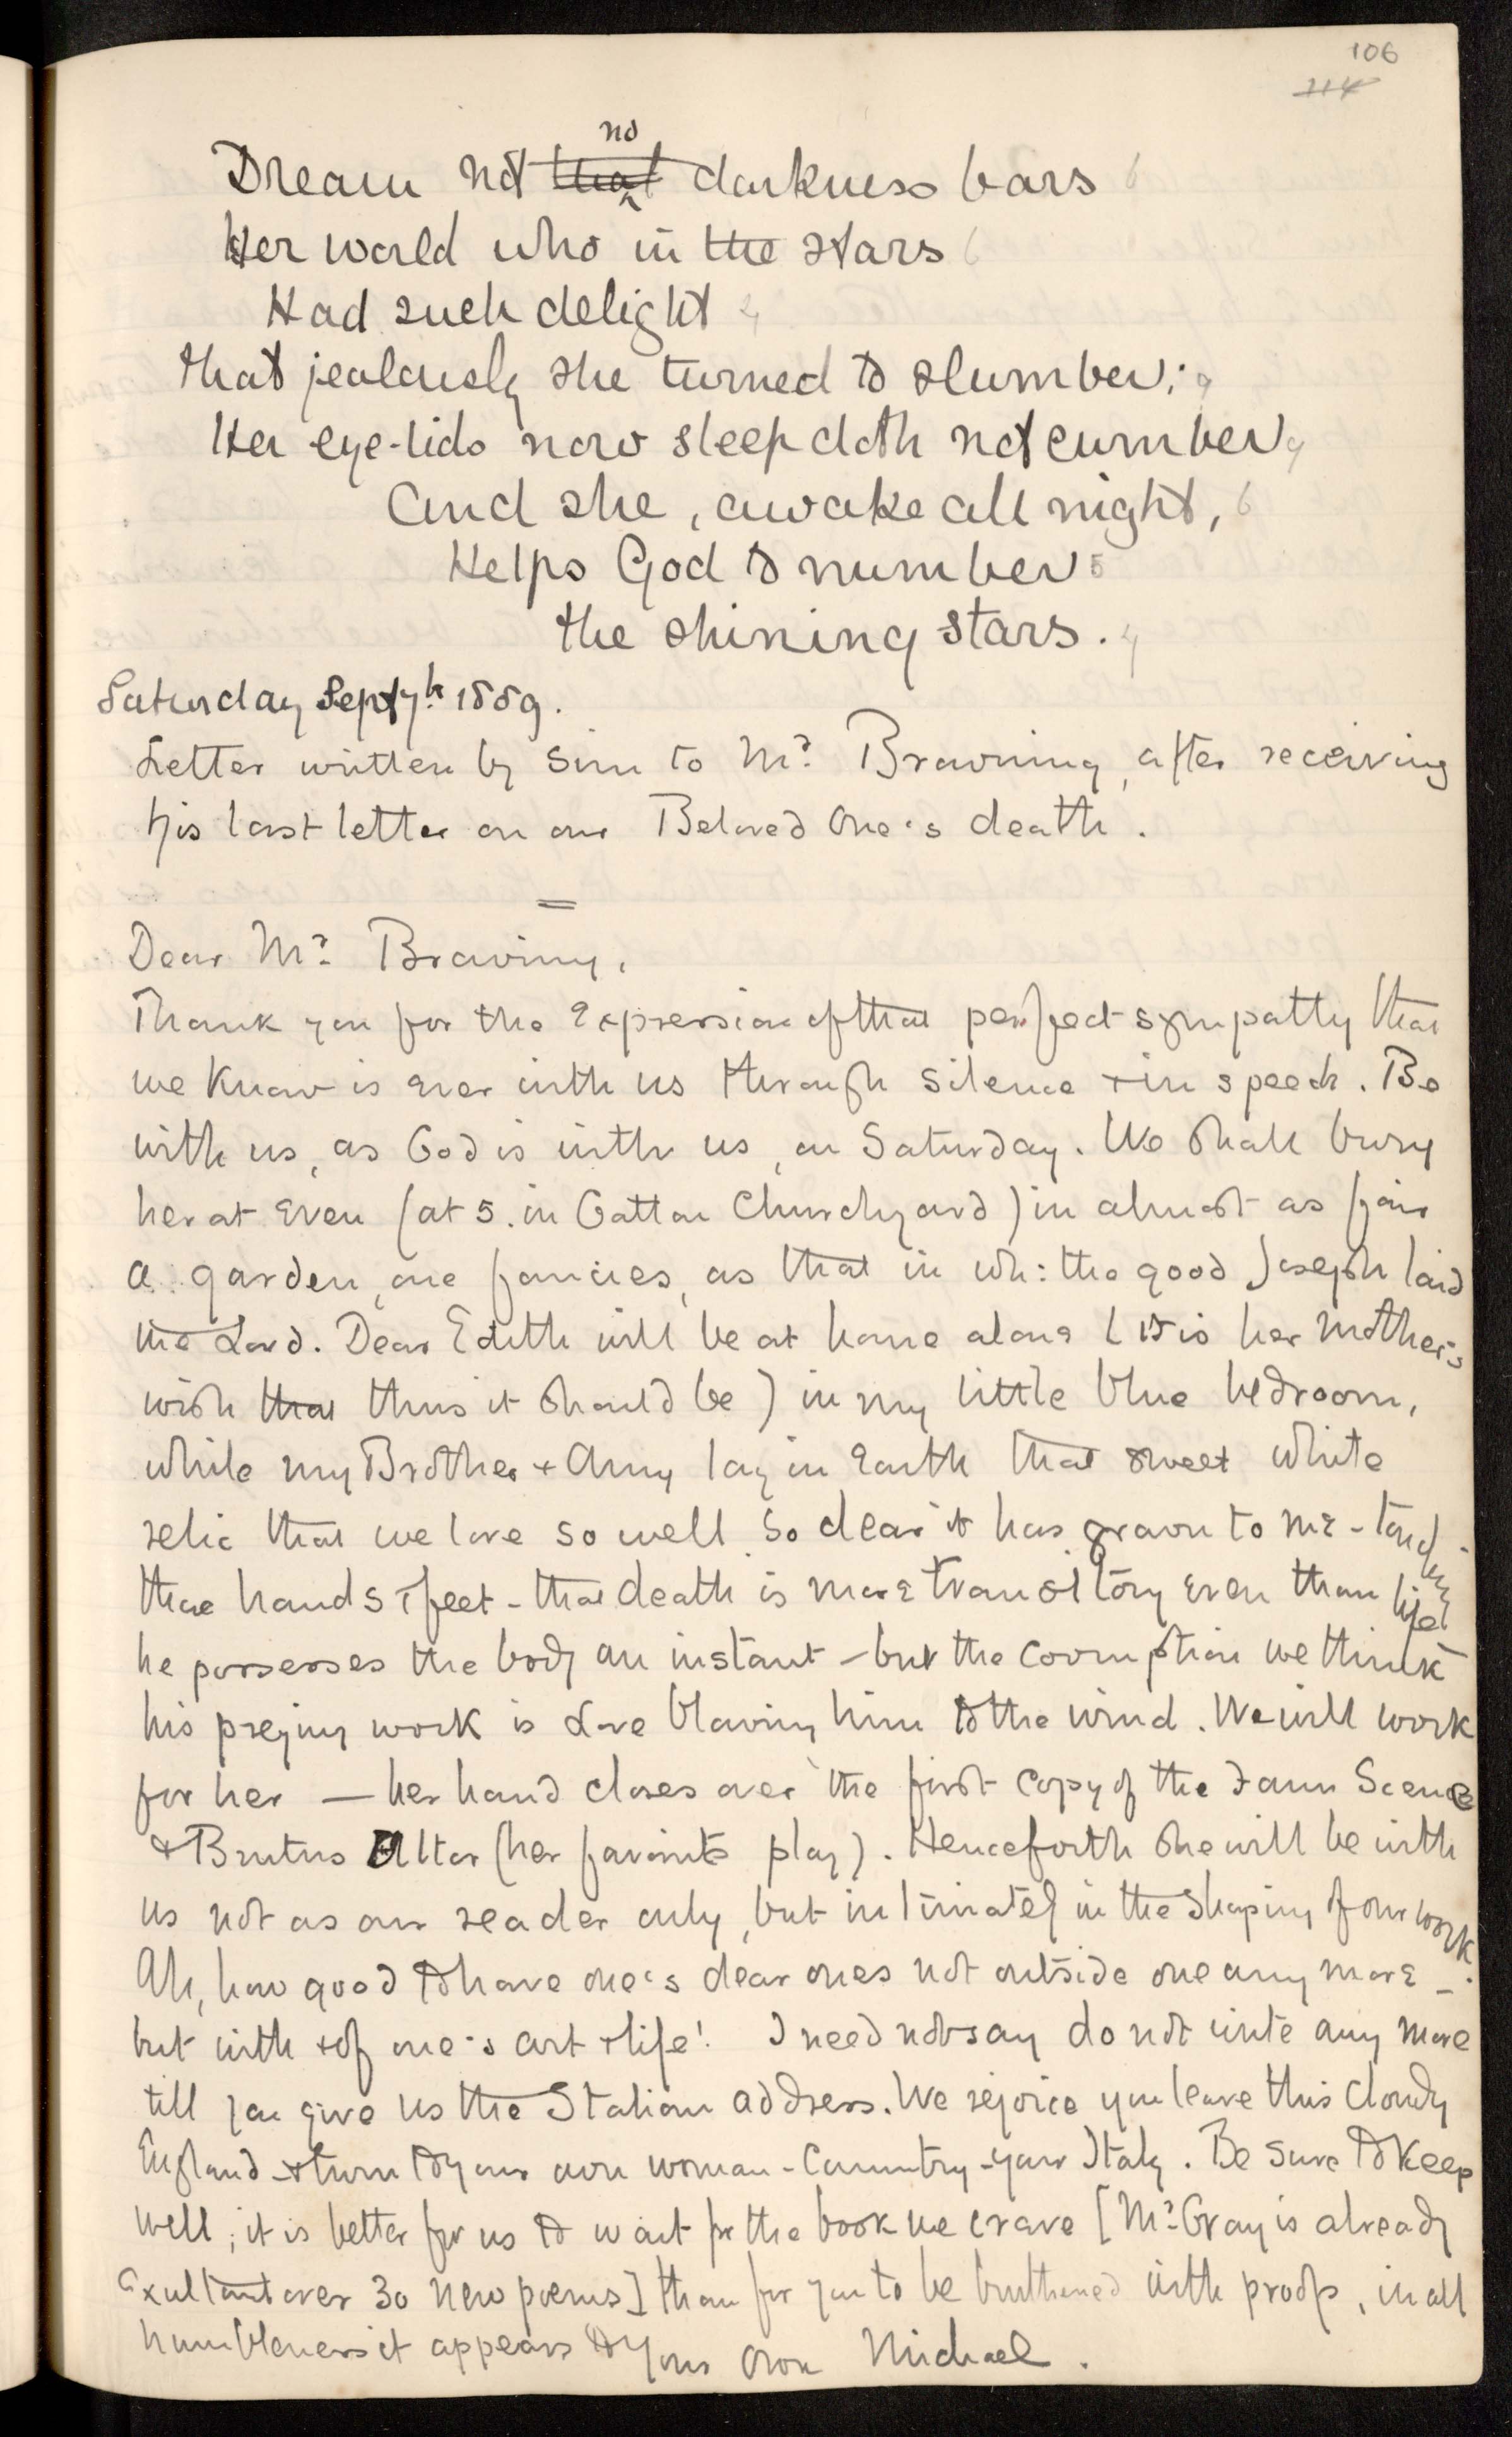 106
114
no
Dream not that darkness bars 6
Her world who in the stars 6
Had such delight 4
that jealously she turned to slumber; 9
Her eye-lids now sleep doth not cumber, 9
And she, awake all night, 6
Helps God to number 5
the shining stars. 4
Saturday Sept 7th 1889.
Letter written by Sim to Mr. Browning, after receiving
his last letter on our Beloved One's death.
Dear Mr. Browning,
Thank you for the expression of that perfect sympathy that
we know is ever with us through silence + in speech. Be
with us, as God is with us, on Saturday. We shall bury
her at even (at 5. in Gatton Churchyard) in almost as fair
a garden, one fancies, as that in wh: the good Joseph laid
the Lord. Dear Edith will be at home alone (it is her mother's
wish that thus it should be) in my little blue bedroom,
while my Brother + Amy lay in Earth that sweet white
relic that we love so well. So dear it has grown to me - tending
those hands + feet - that death is more transitory even than life
he possesses the body an instant - but the corruption we think
his preying work is Love blowing him to the wind. We will work
for her — her hand closes over the first copy of the Faun Scene
+ Brutus Ultor (her favourite play). Henceforth she will be with
us not as our reader only, but intimately in the shaping of our work.
Ah, how good to have one's dear ones not outside one any more -
but with + of one's art + life! I need not say do not write any more
till you give us the Italian address. We rejoice you leave this cloudy
England + turn to your own woman-Country - your Italy. Be sure to keep
well; it is better for us to wait for the book we crave [Mr. Gray is already
exultant over 30 new poems] than for you to be burthened with proofs, in all
humbleness it appears to Your own Michael.